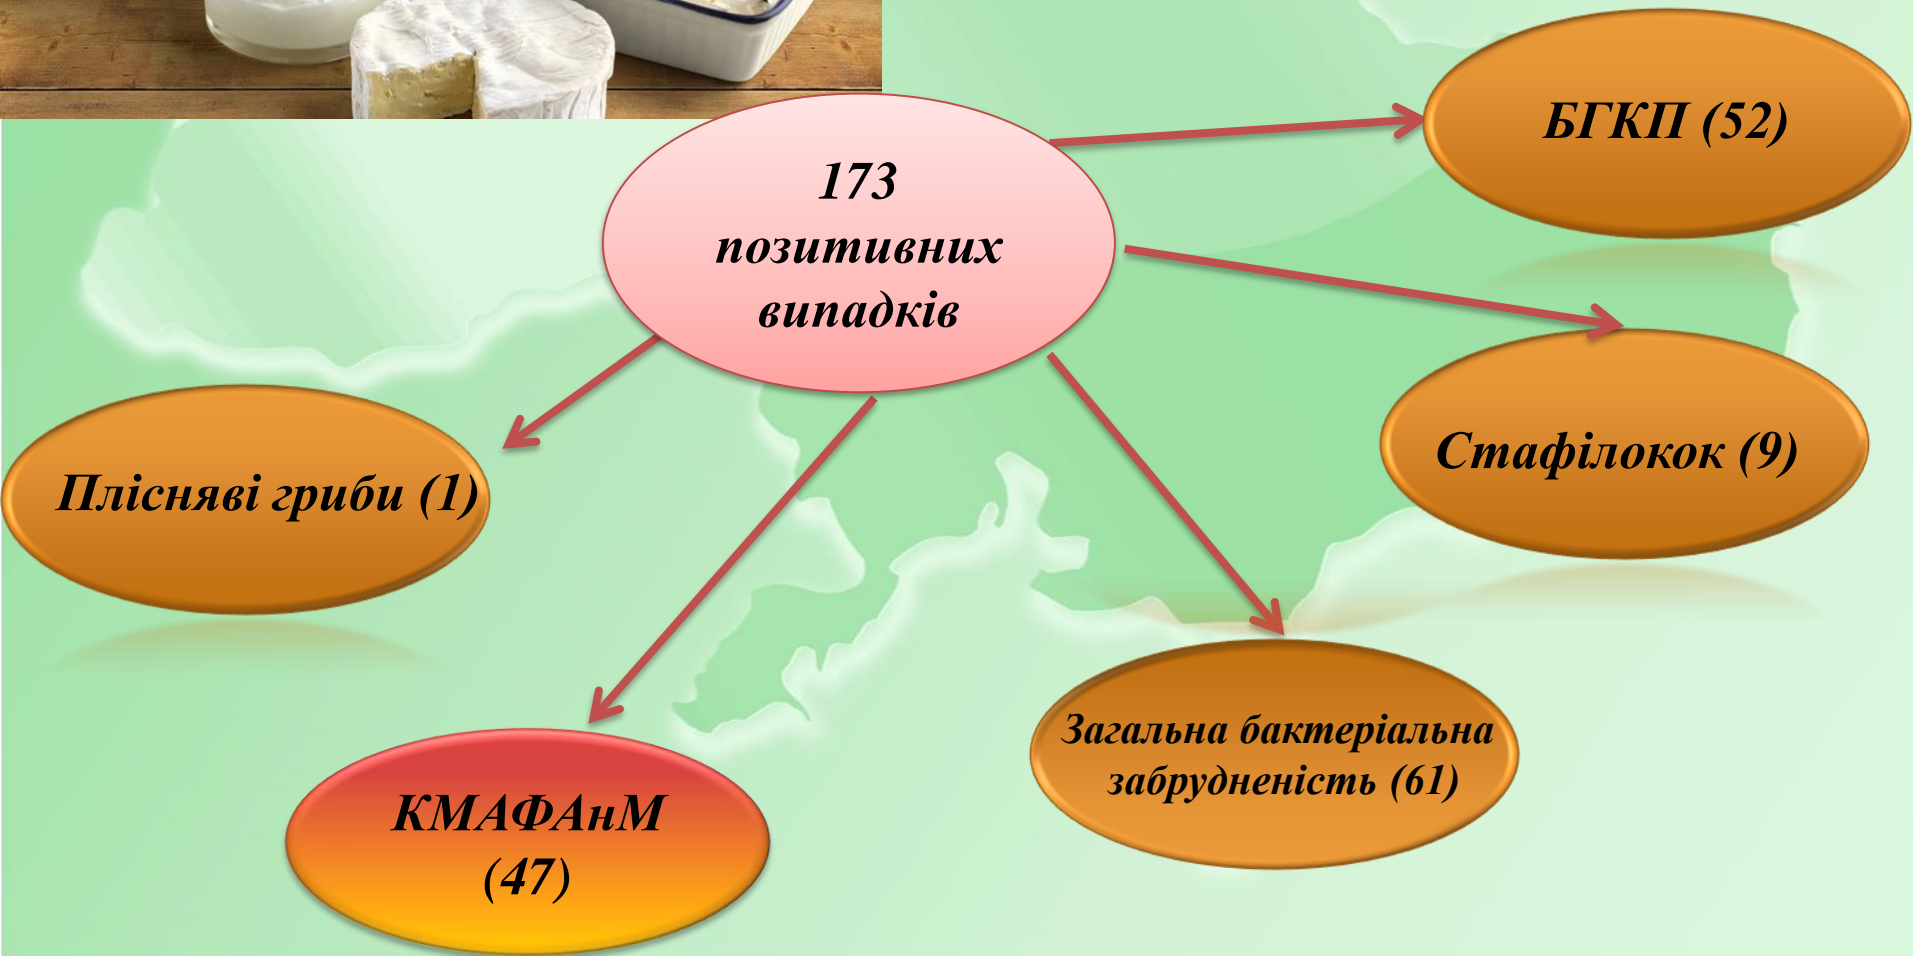 173
позитивних
випадків
БГКП (52)
Стафілокок (9)
Плісняві гриби (1)
Загальна бактеріальна
забрудненість (61)
КМАФАнМ
(47)